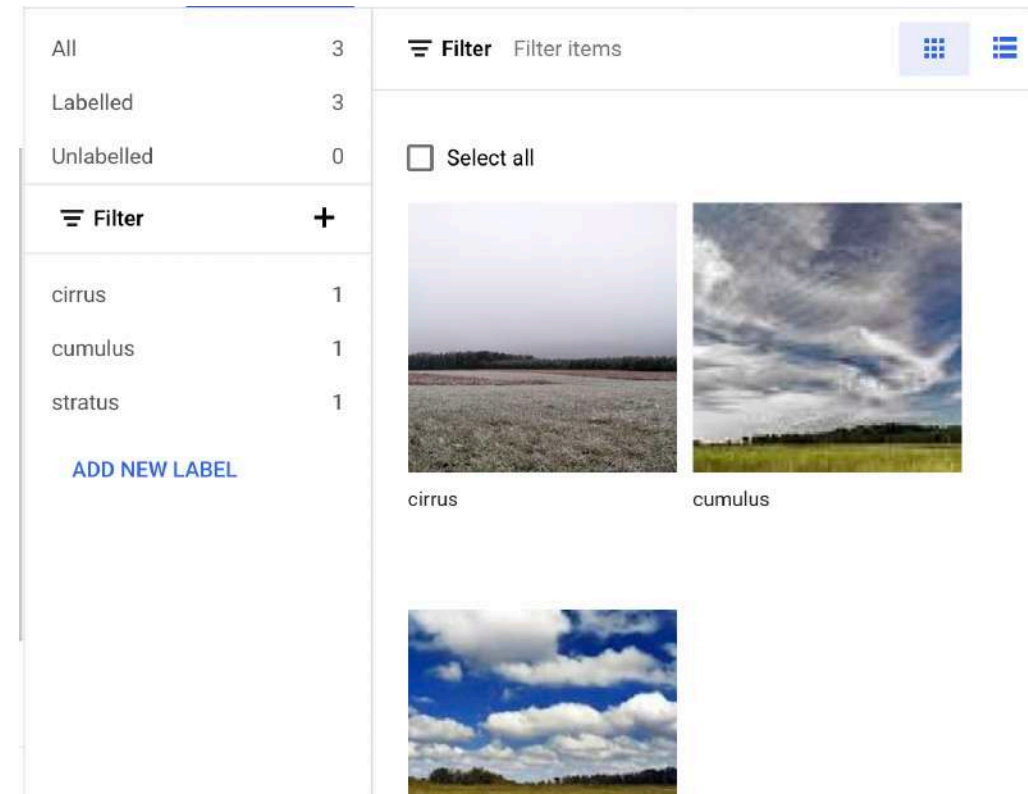 All 3
Labelled 3
Unlabelled 0
Filter +
cirrus 1
cumulus 1
stratus 1
ADD NEW LABEL
Filter Filter items
Select all
cirrus
cumulus